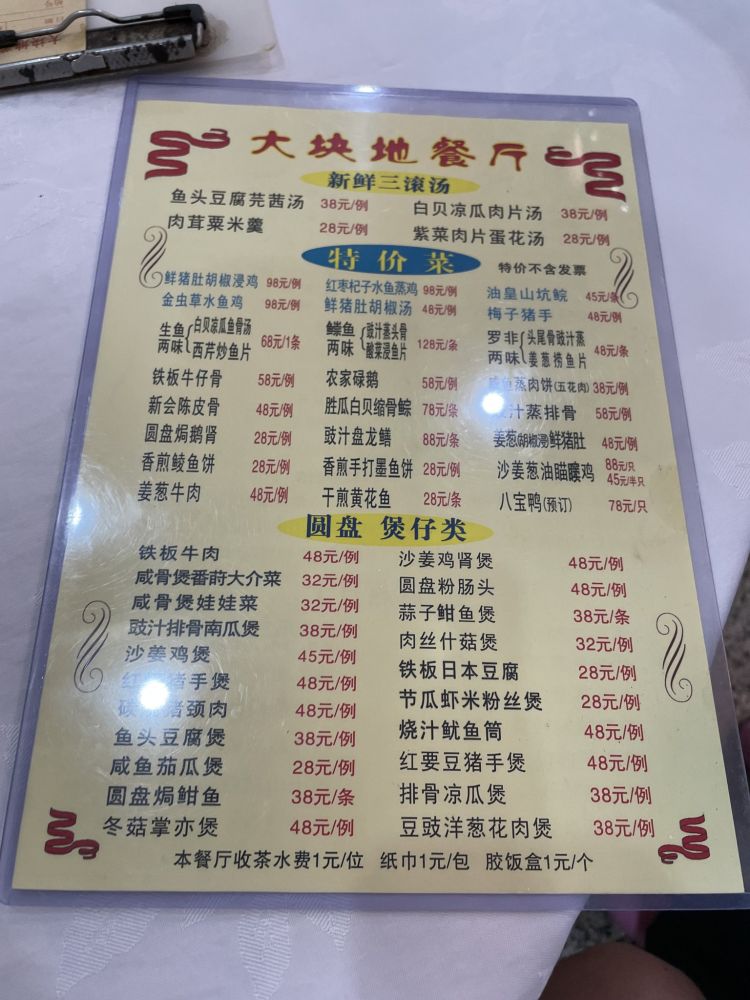 大块地餐厅
新鲜三滚汤
鱼头豆腐芫茜汤 38元/例 白贝凉瓜肉片汤 38元/例
肉茸粟米羹 28元/例 紫菜肉片蛋花汤 28元/例
特价菜 特价不含发票
鲜猪肚胡椒浸鸡 98元/例 红枣杞子水鱼蒸鸡 98元/例 油皇山坑鲩 45元/条
金虫草水鱼鸡 98元/例 鲜猪肚胡椒汤 48元/例 梅子猪手 48元/例
生鱼两味 白贝凉瓜鱼骨汤 西芹炒鱼片 68元/1条 鱼两味 豉汁蒸头骨 酸菜浸鱼片 128元/条 罗非两味 头尾骨豉汁蒸 姜葱捞鱼片 48元/条
铁板牛仔骨 58元/例 农家碌鹅 58元/例 鱼蒸肉饼(五花肉) 38元/例
新会陈皮骨 48元/例 胜瓜白贝缩骨鲩 78元/条 汁蒸排骨 58元/例
圆盘焗鹅肾 28元/例 豉汁盘龙鳝 88元/条 姜葱(胡椒浸)鲜猪肚 48元/例
香煎鲮鱼饼 28元/例 香煎手打墨鱼饼 28元/例 沙姜葱油瞄鸡 88元/只 45元/半只
姜葱牛肉 48元/例 干煎黄花鱼 28元/条 八宝鸭(预订) 78元/只
圆盘 煲仔类
铁板牛肉 48元/例 沙姜鸡肾煲 48元/例
咸骨煲番莳大介菜 32元/例 圆盘粉肠头 48元/例
咸骨煲娃娃菜 32元/例 蒜子鲋鱼煲 38元/条
豉汁排骨南瓜煲 38元/例 肉丝什菇煲 32元/例
沙姜鸡煲 45元/例 铁板日本豆腐 28元/例
红猪手煲 48元/例 节瓜虾米粉丝煲 28元/例
猪颈肉 48元/例 烧汁鱿鱼筒 48元/例
鱼头豆腐煲 38元/例 红要豆猪手煲 48元/例
咸鱼茄瓜煲 28元/例 排骨凉瓜煲 38元/例
圆盘焗鲋鱼 38元/条 豆豉洋葱花肉煲 38元/例
冬菇掌亦煲 48元/例
本餐厅收茶水费1元/位 纸巾1元/包 胶饭盒1元/个